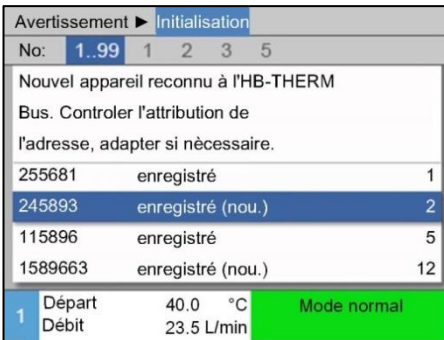 Avertissement ► Initialisation
No: 1..99 1 2 3 5
Nouvel appareil reconnu à l'HB-THERM
Bus. Controler l'attribution de
l'adresse, adapter si nècessaire.
255681 enregistré 1
245893 enregistré (nou.) 2
115896 enregistré 5
1589663 enregistré (nou.) 12
1 Départ 40.0 °C Mode normal
Débit 23.5 L/min